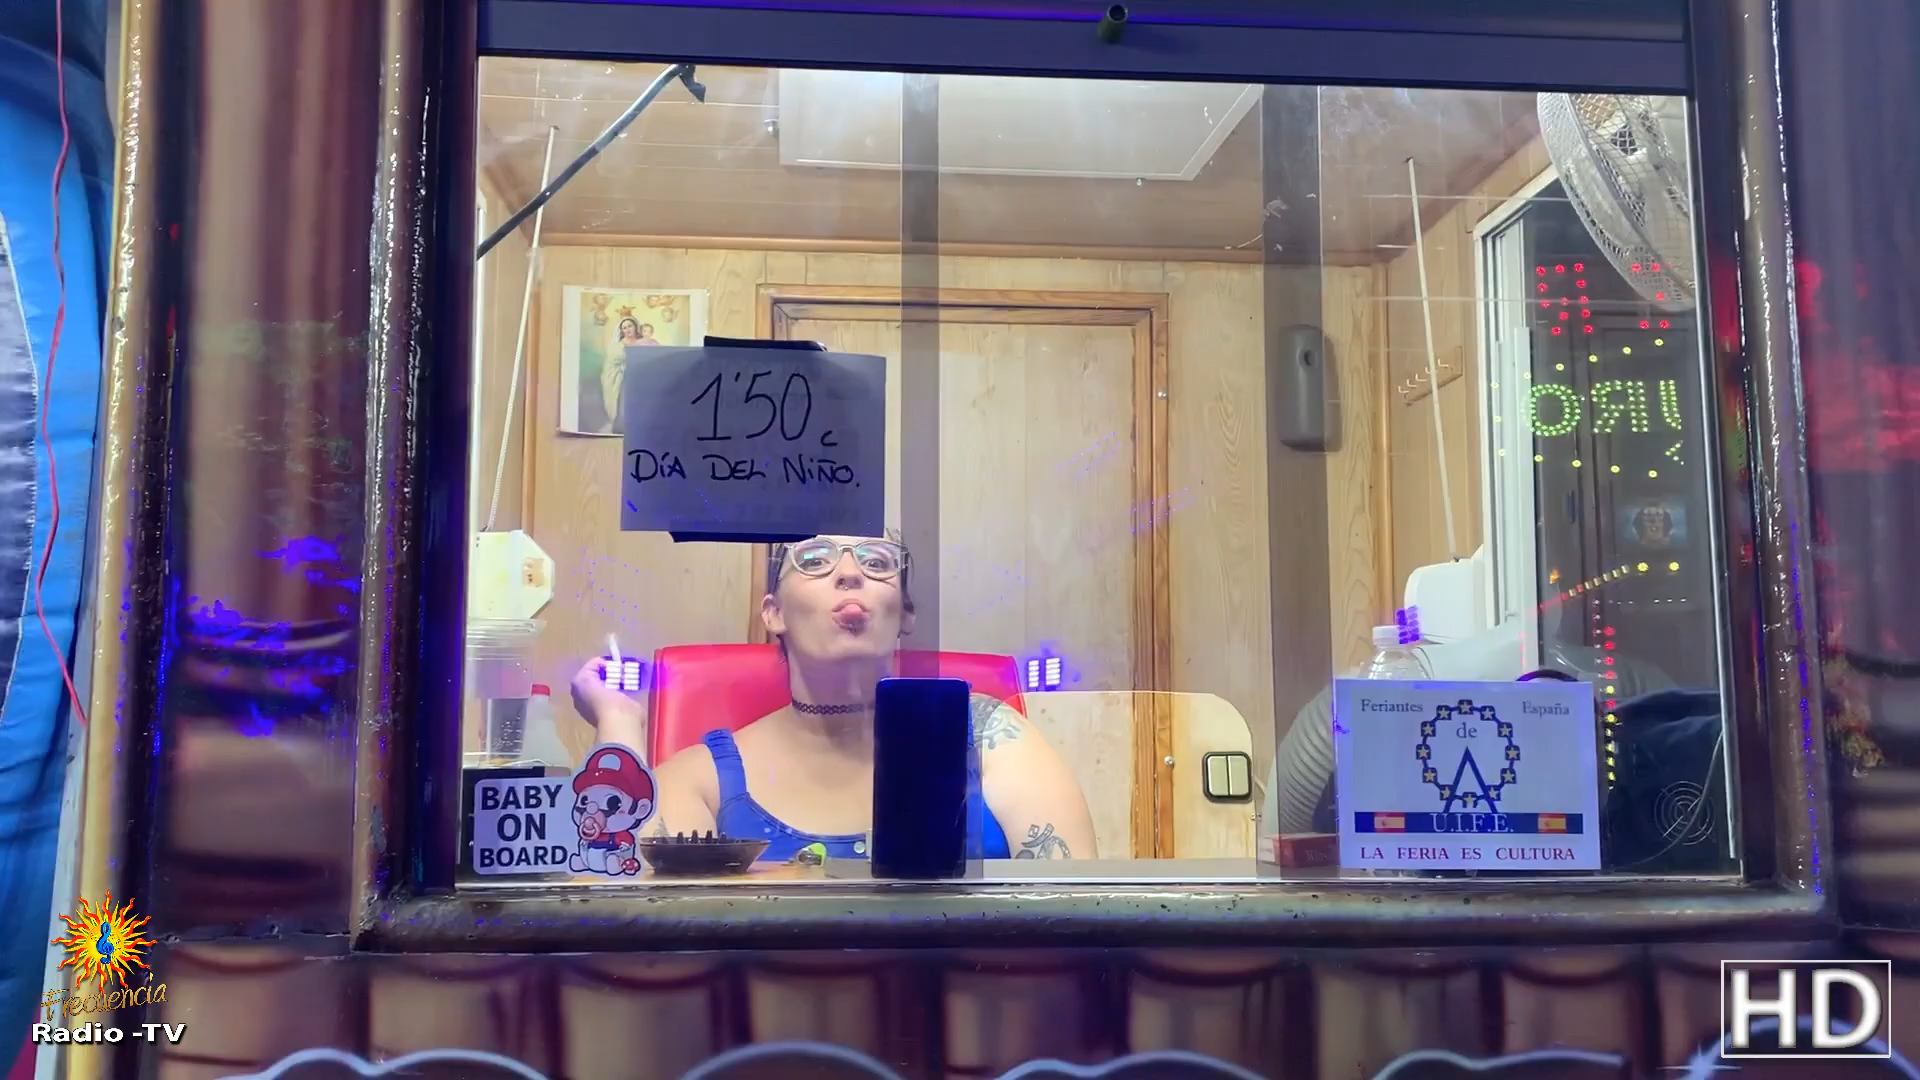 1'50 c
DÍA DEL NIÑO.
BABY
ON
BOARD
Feriantes de España
U.I.F.E.
LA FERIA ES CULTURA
Frecuencia
Radio -TV
HD